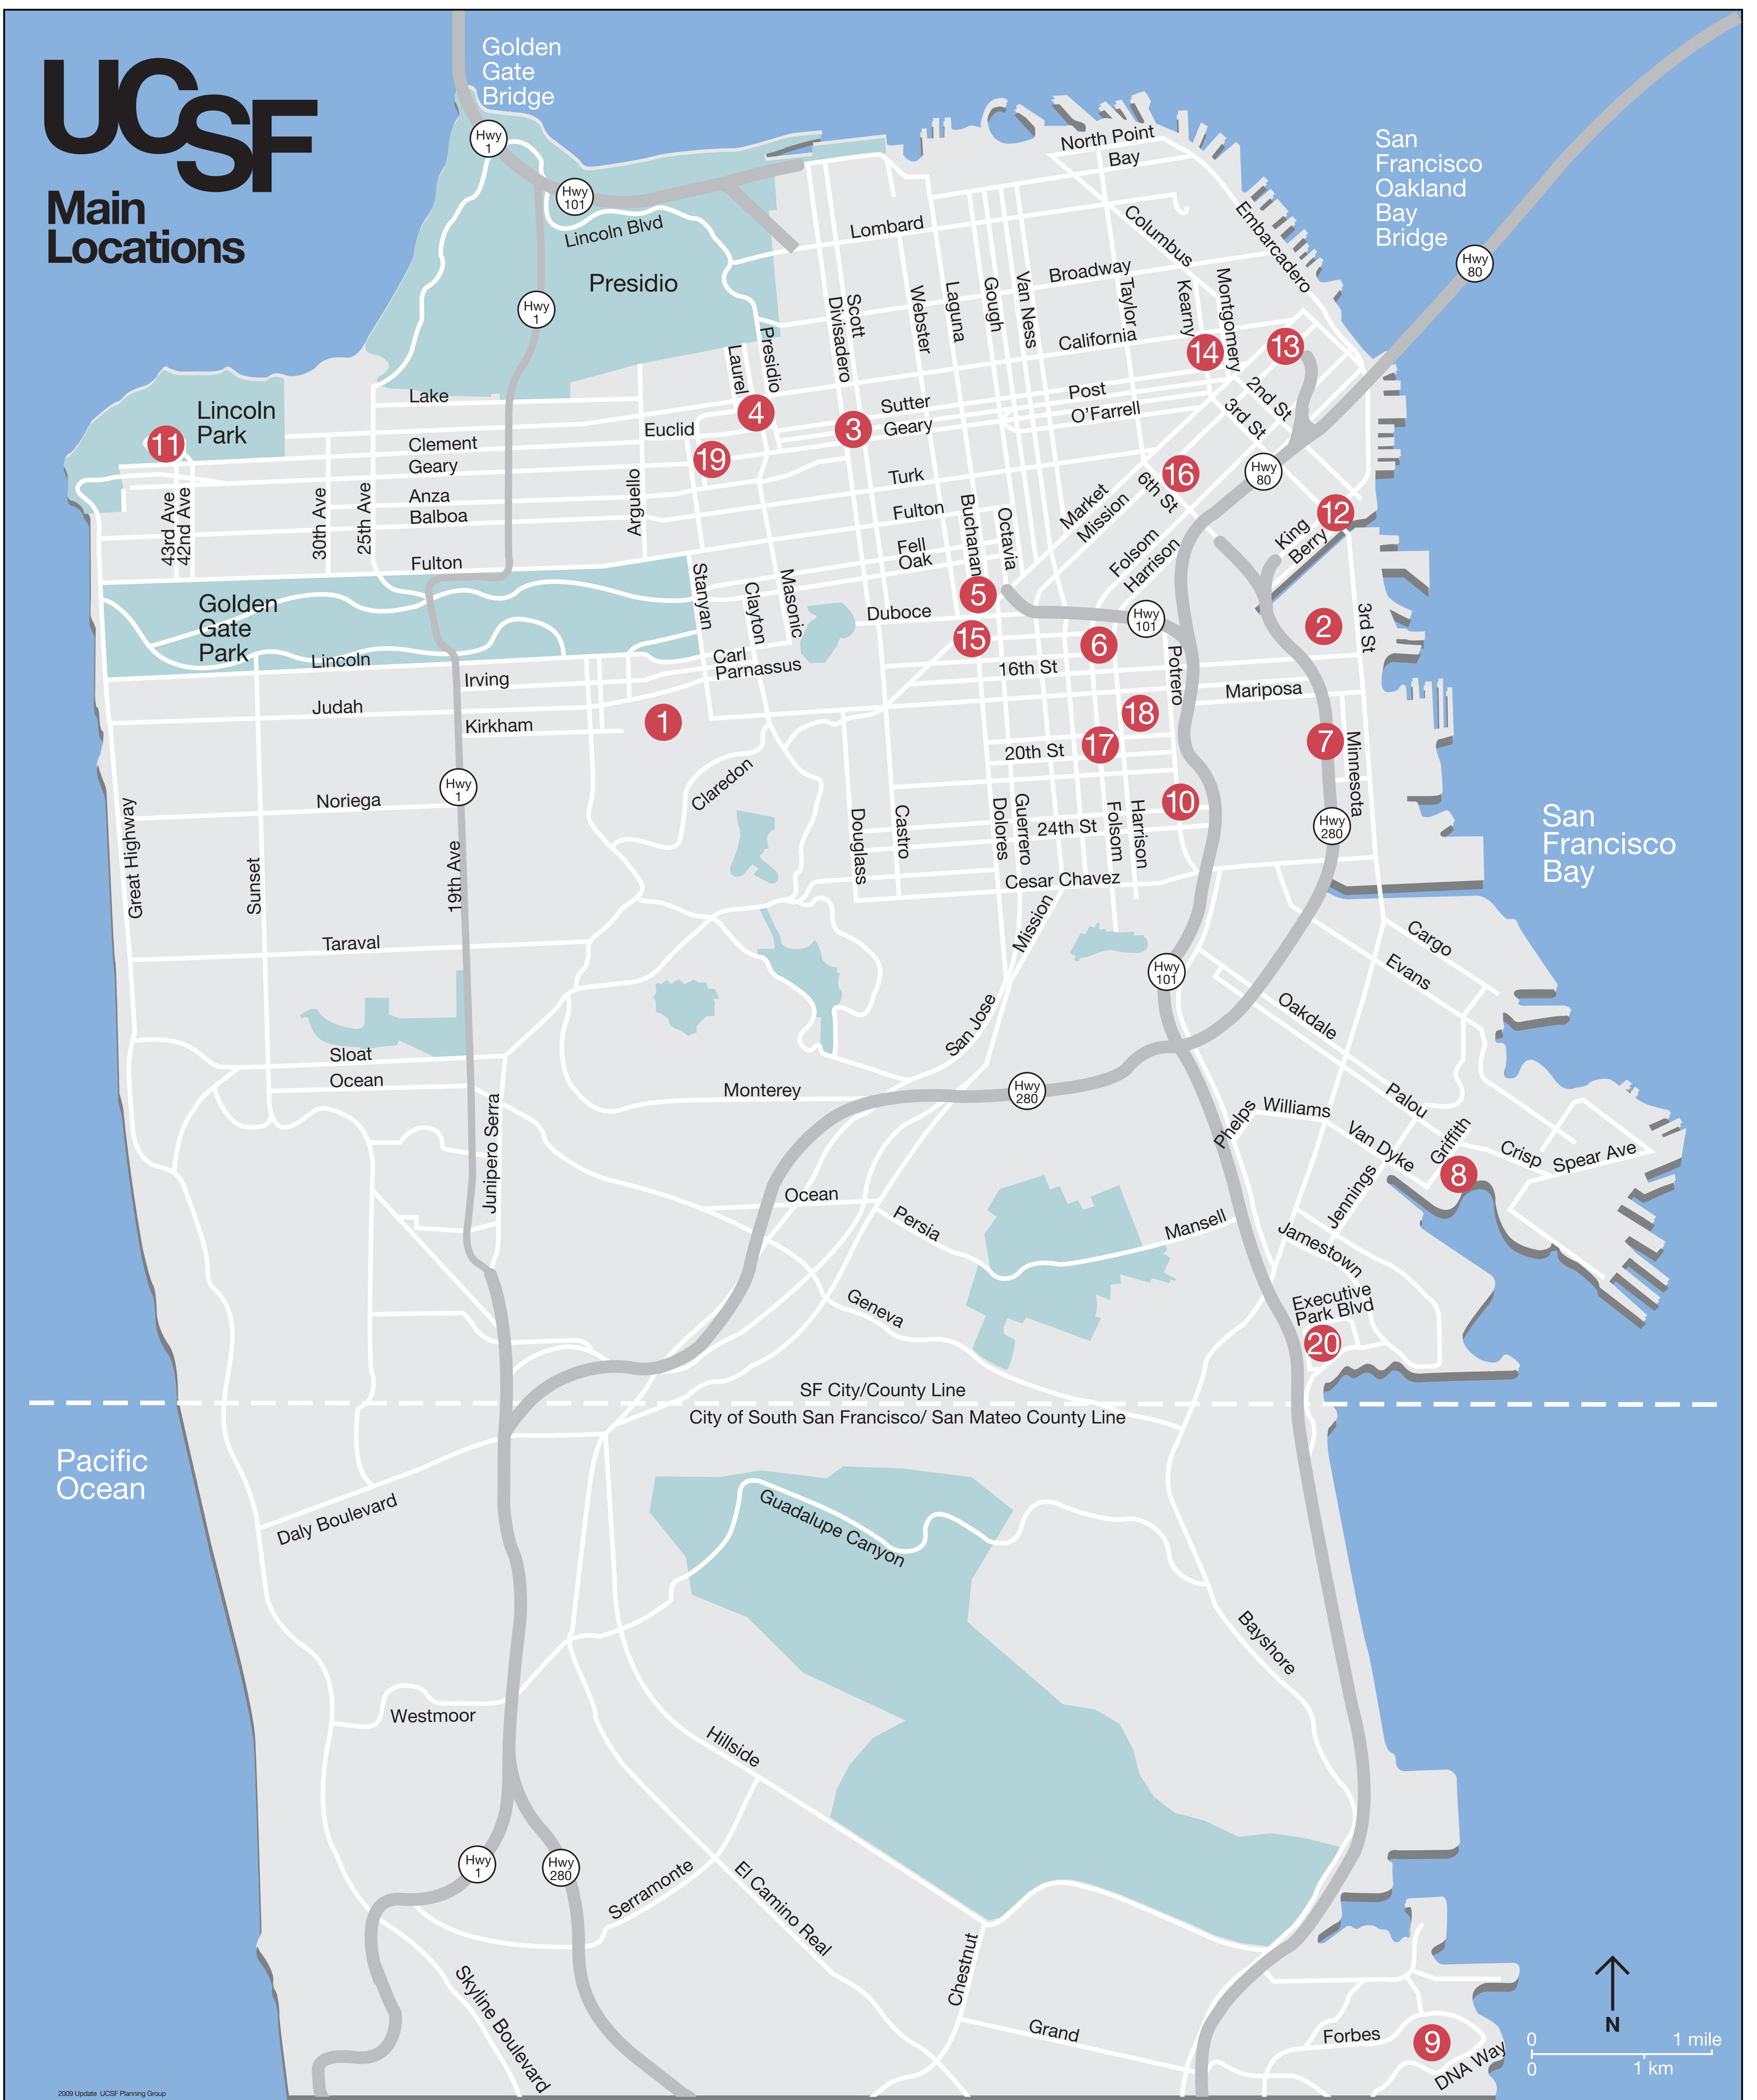 UCSF
Main
Locations
Golden
Gate
Bridge
San
Francisco
Oakland
Bay
Bridge
Hwy
1
Hwy
101
Hwy
1
Hwy
80
Lincoln Blvd
Presidio
North Point
Bay
Lombard
Columbus
Embarcadero
Broadway
Scott
Divisadero
Webster
Laguna
Gough
Van Ness
Taylor
Kearny
Montgomery
California
Laurel
Presidio
14
13
Lake
Post
2nd St
O'Farrell
3rd St
Lincoln
Park
11
4
Sutter
Euclid
3
Geary
Clement
Geary
19
16
Hwy
80
Turk
6th St
Anza
Balboa
43rd Ave
42nd Ave
30th Ave
25th Ave
Arguello
Market
Mission
Fulton
Buchanan
Octavia
12
King
Berry
Fell
Oak
Folsom
Harrison
Fulton
Golden
Gate
Park
Stanyan
Clayton
Masonic
5
Duboce
Hwy
101
2
3rd St
15
6
Lincoln
Carl
Parnassus
16th St
Potrero
Irving
Mariposa
Judah
Kirkham
1
18
17
7
Minnesota
20th St
Claredon
Hwy
1
Noriega
10
Great Highway
Sunset
19th Ave
Douglass
Castro
Dolores
Guerrero
24th St
Folsom
Harrison
Hwy
280
San
Francisco
Bay
Cesar Chavez
Mission
Taraval
Cargo
Evans
Hwy
101
Oakdale
San Jose
Sloat
Ocean
Monterey
Hwy
280
Junipero Serra
Phelps
Williams
Palou
Van Dyke
Griffith
Crisp
Spear Ave
8
Jennings
Ocean
Persia
Mansell
Jamestown
Geneva
Executive
Park Blvd
20
SF City/County Line
City of South San Francisco/ San Mateo County Line
Pacific
Ocean
Daly Boulevard
Guadalupe Canyon
Bayshore
Westmoor
Hillside
Hwy
1
Hwy
280
Serramonte
El Camino Real
Chestnut
Skyline Boulevard
Grand
Forbes
9
DNA Way
N
0
1 mile
0
1 km
2009 Update UCSF Planning Group